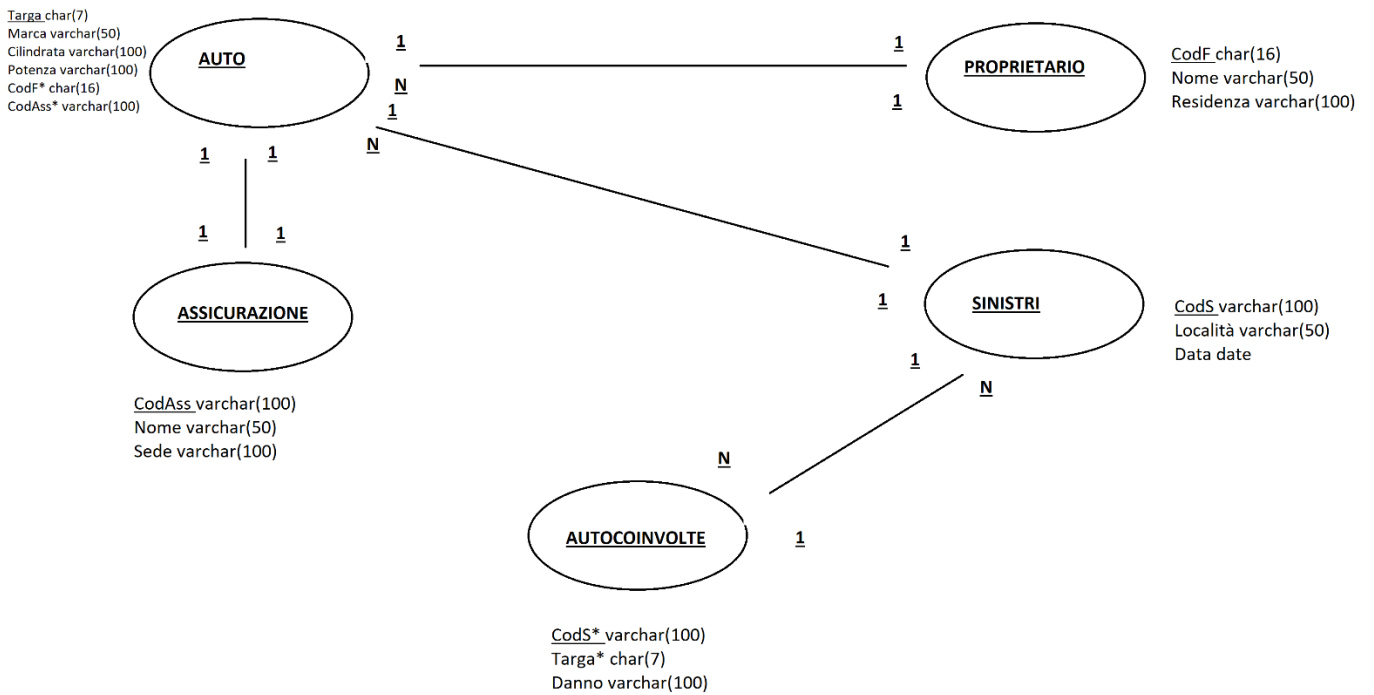 Targa char(7)
Marca varchar(50)
Cilindrata varchar(100)
Potenza varchar(100)
CodF* char(16)
CodAss* varchar(100)
AUTO
1
N
1
N
1
1
1
1
PROPRIETARIO
CodF char(16)
Nome varchar(50)
Residenza varchar(100)
1
1
1
1
ASSICURAZIONE
CodAss varchar(100)
Nome varchar(50)
Sede varchar(100)
1
1
SINISTRI
1
N
CodS varchar(100)
Località varchar(50)
Data date
N
1
AUTOCOINVOLTE
CodS* varchar(100)
Targa* char(7)
Danno varchar(100)